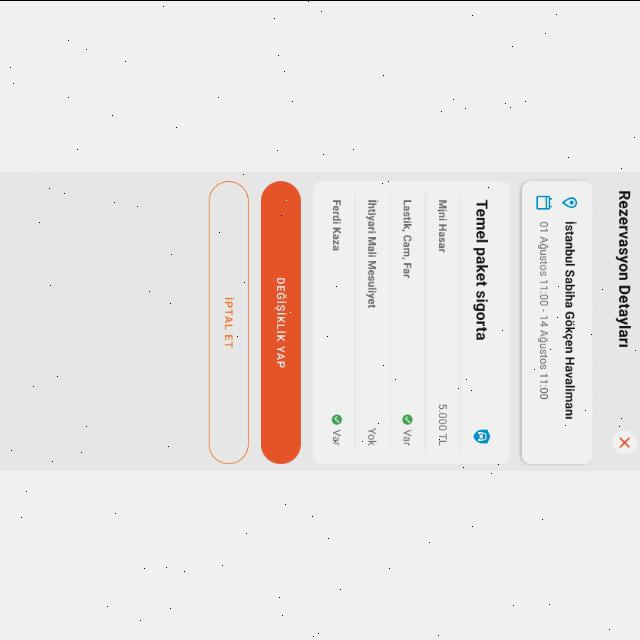 Rezervasyon Detayları
İstanbul Sabiha Gökçen Havalimanı
01 Ağustos 11:00 - 14 Ağustos 11:00
Temel paket sigorta
Mini Hasar 5.000 TL
Lastik, Cam, Far Var
İhtiyari Mali Mesuliyet Yok
Ferdi Kaza Var
DEĞİŞİKLİK YAP
İPTAL ET